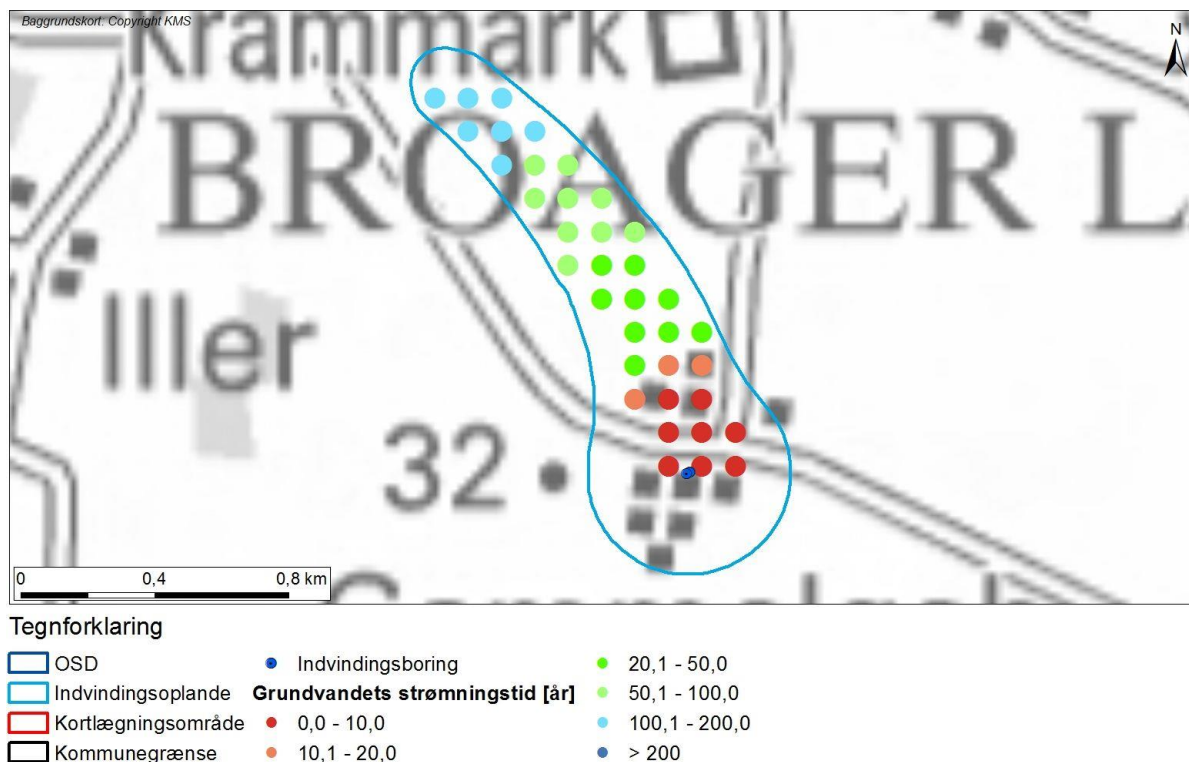 Baggrundskort: Copyright KMS
Krammark
N
BROAGER L
Iller
32
0 0,4 0,8 km
Tegnforklaring
OSD
Indvindingsoplande
Kortlægningsområde
Kommunegrænse
Indvindingsboring
Grundvandets strømningstid [år]
0,0 - 10,0
10,1 - 20,0
20,1 - 50,0
50,1 - 100,0
100,1 - 200,0
> 200